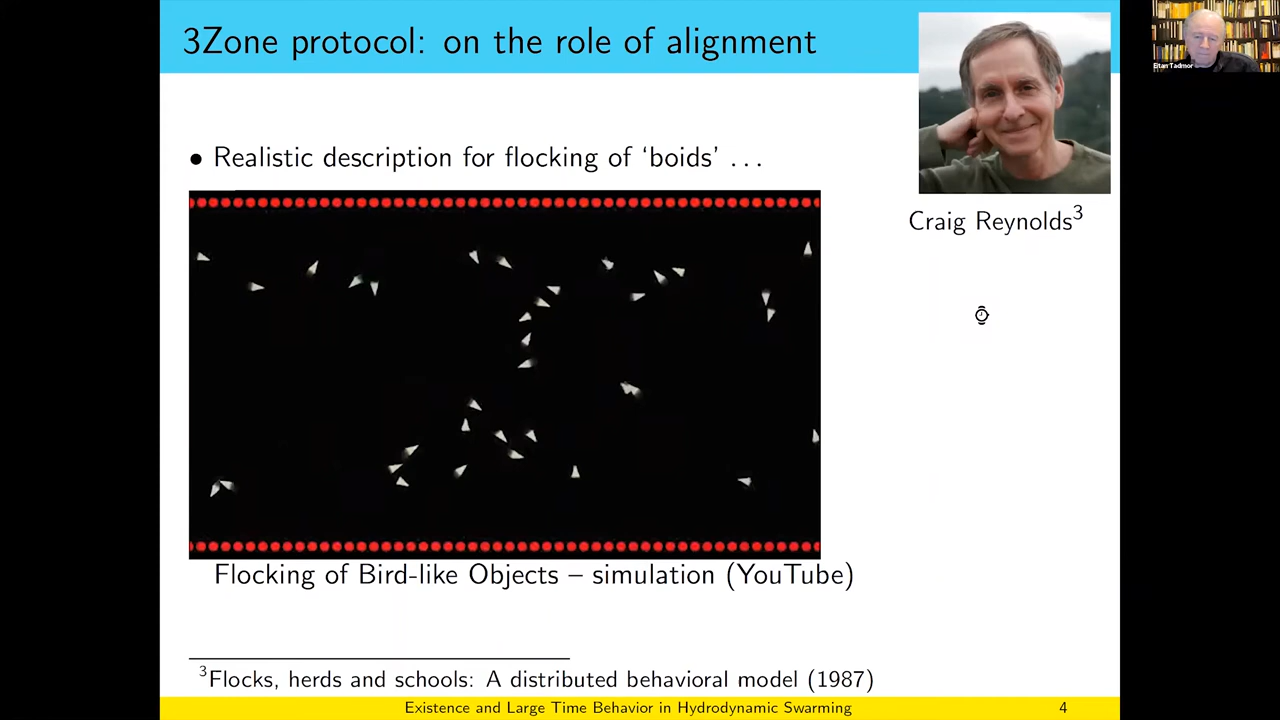 3Zone protocol: on the role of alignment
Eitan Tadmor
• Realistic description for flocking of ‘boids’ ...
Craig Reynolds³
Flocking of Bird-like Objects – simulation (YouTube)
³Flocks, herds and schools: A distributed behavioral model (1987)
Existence and Large Time Behavior in Hydrodynamic Swarming 4